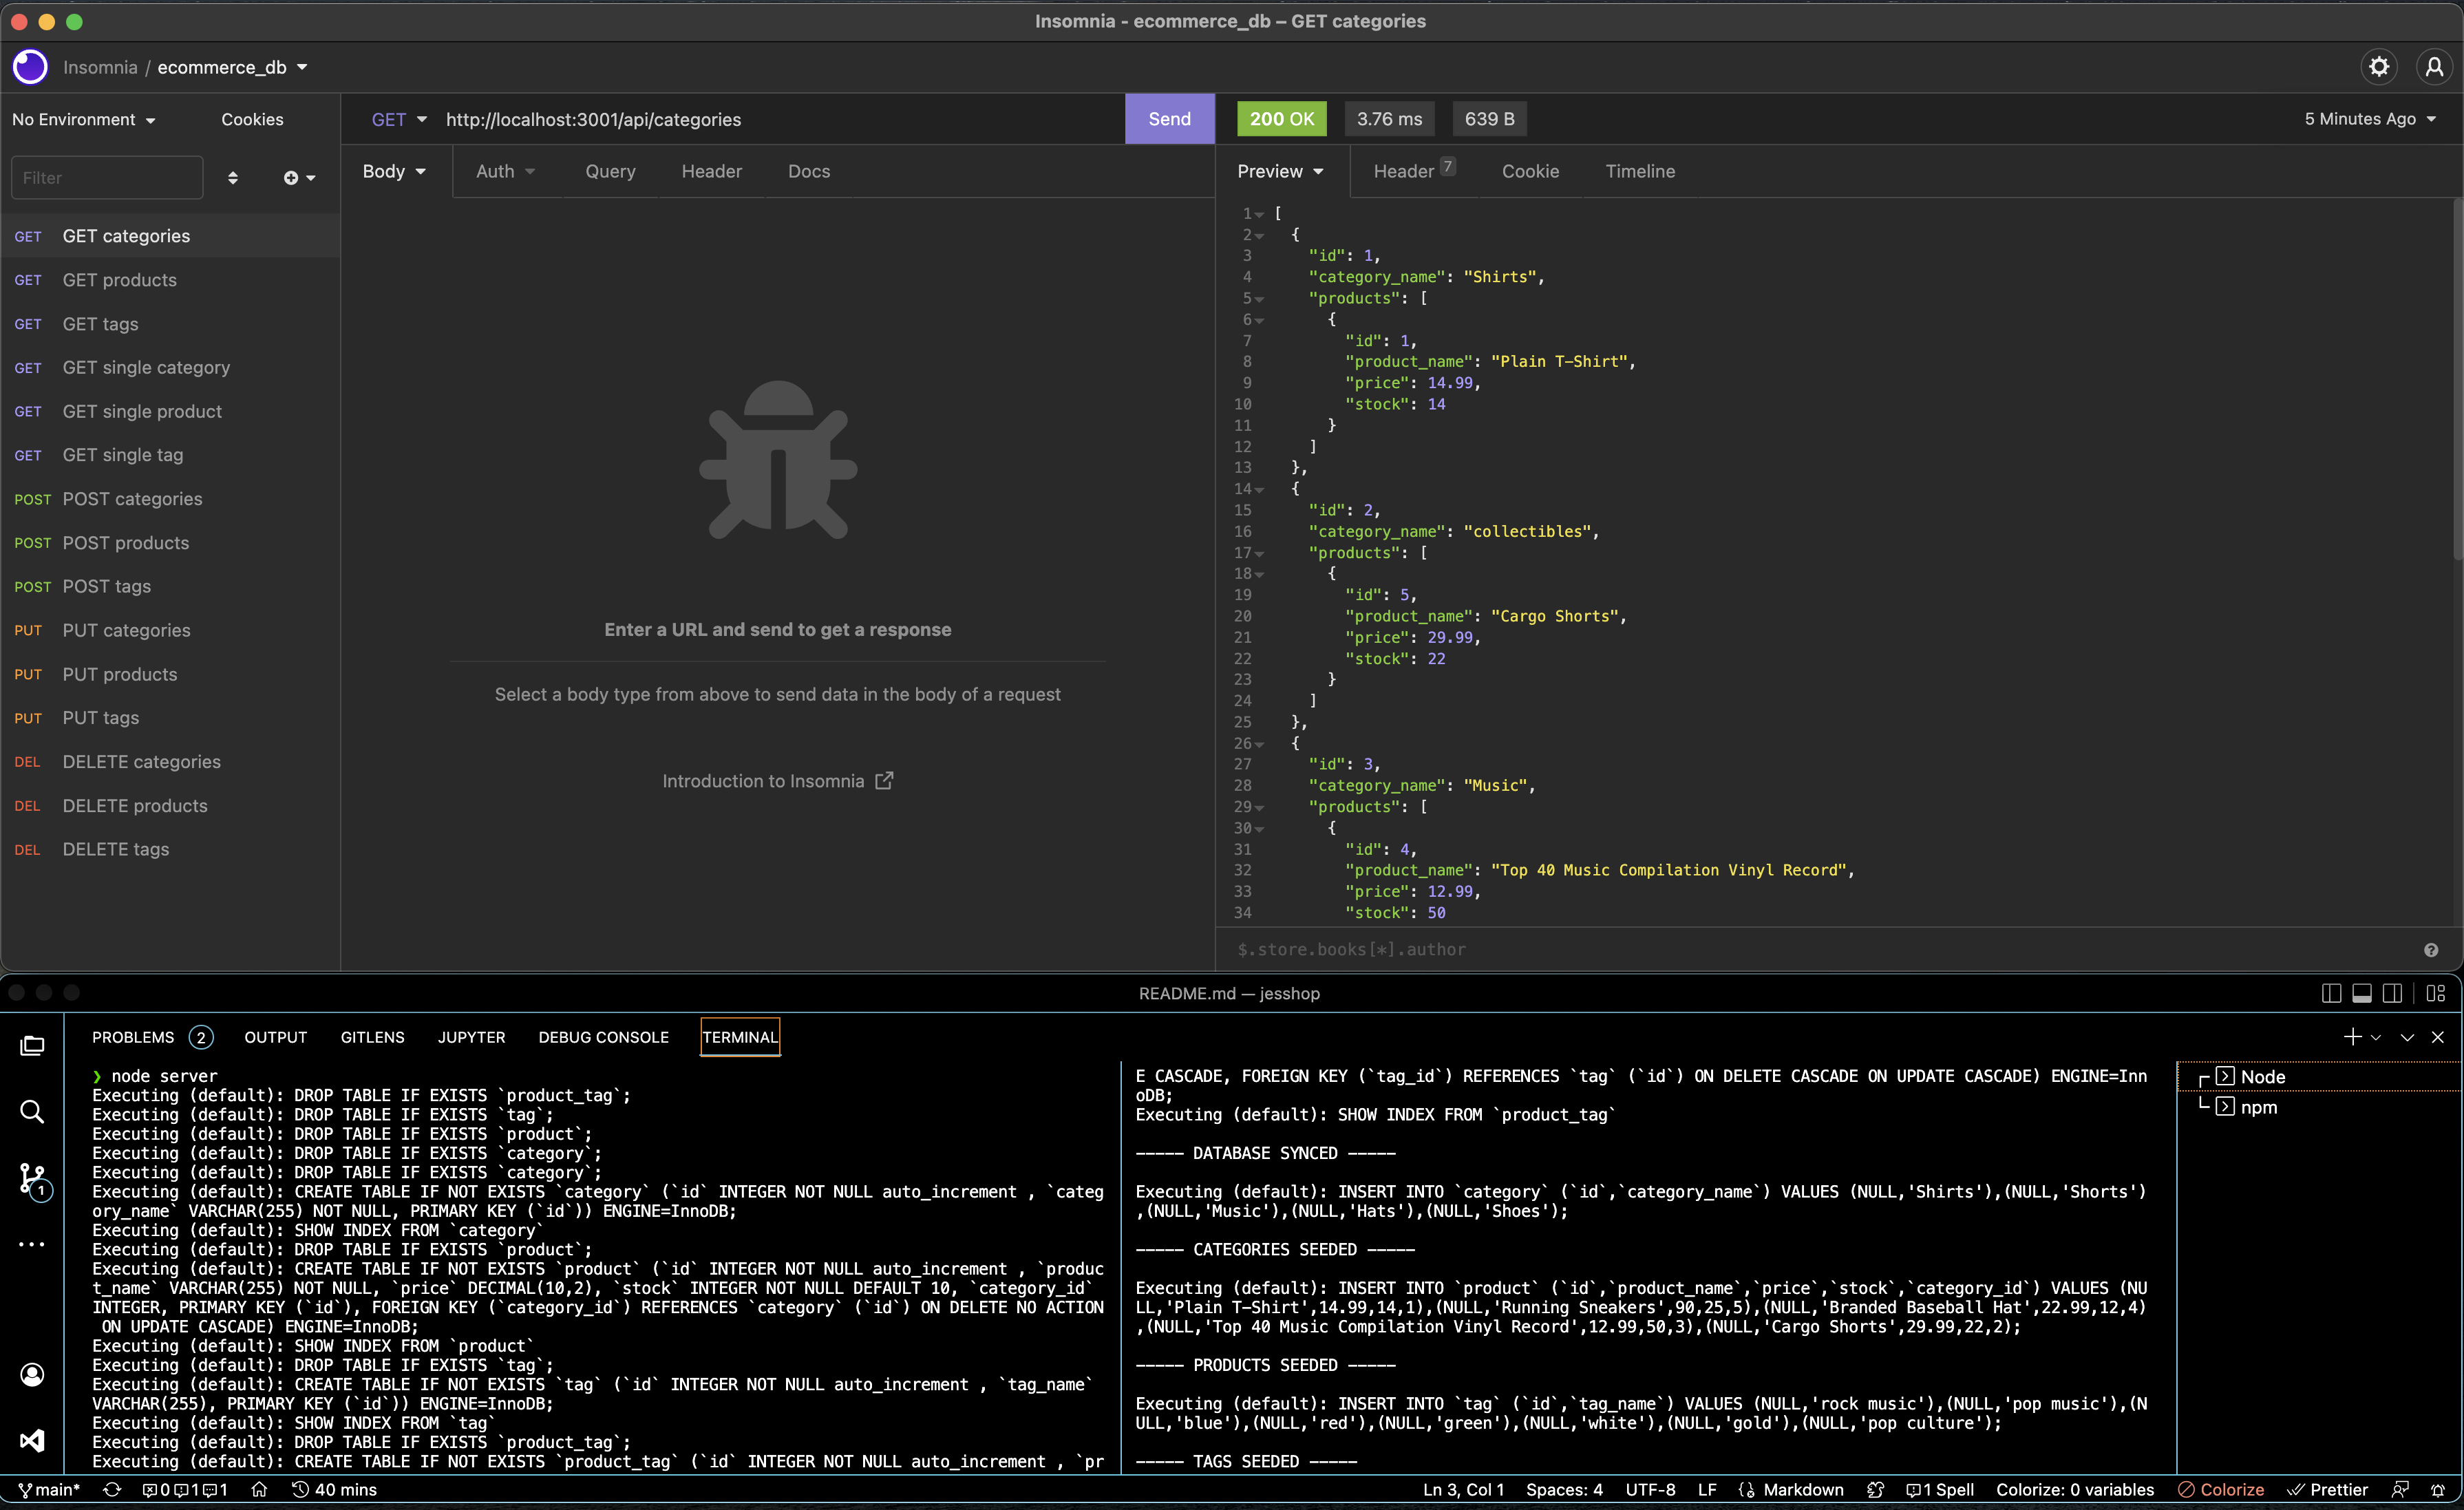 Insomnia - ecommerce_db – GET categories
Insomnia / ecommerce_db
No Environment
Cookies
GET
http://localhost:3001/api/categories
Send
200 OK
3.76 ms
639 B
5 Minutes Ago
Filter
Body
Auth
Query
Header
Docs
Preview
Header 7
Cookie
Timeline
GET GET categories
GET GET products
GET GET tags
GET GET single category
GET GET single product
GET GET single tag
POST POST categories
POST POST products
POST POST tags
PUT PUT categories
PUT PUT products
PUT PUT tags
DEL DELETE categories
DEL DELETE products
DEL DELETE tags
Enter a URL and send to get a response
Select a body type from above to send data in the body of a request
Introduction to Insomnia
1 [
2 {
3 "id": 1,
4 "category_name": "Shirts",
5 "products": [
6 {
7 "id": 1,
8 "product_name": "Plain T-Shirt",
9 "price": 14.99,
10 "stock": 14
11 }
12 ]
13 },
14 {
15 "id": 2,
16 "category_name": "collectibles",
17 "products": [
18 {
19 "id": 5,
20 "product_name": "Cargo Shorts",
21 "price": 29.99,
22 "stock": 22
23 }
24 ]
25 },
26 {
27 "id": 3,
28 "category_name": "Music",
29 "products": [
30 {
31 "id": 4,
32 "product_name": "Top 40 Music Compilation Vinyl Record",
33 "price": 12.99,
34 "stock": 50
$.store.books[*].author
README.md — jesshop
PROBLEMS 2
OUTPUT
GITLENS
JUPYTER
DEBUG CONSOLE
TERMINAL
1
❯ node server
Executing (default): DROP TABLE IF EXISTS `product_tag`;
Executing (default): DROP TABLE IF EXISTS `tag`;
Executing (default): DROP TABLE IF EXISTS `product`;
Executing (default): DROP TABLE IF EXISTS `category`;
Executing (default): DROP TABLE IF EXISTS `category`;
Executing (default): CREATE TABLE IF NOT EXISTS `category` (`id` INTEGER NOT NULL auto_increment , `categ
ory_name` VARCHAR(255) NOT NULL, PRIMARY KEY (`id`)) ENGINE=InnoDB;
Executing (default): SHOW INDEX FROM `category`
Executing (default): DROP TABLE IF EXISTS `product`;
Executing (default): CREATE TABLE IF NOT EXISTS `product` (`id` INTEGER NOT NULL auto_increment , `produc
t_name` VARCHAR(255) NOT NULL, `price` DECIMAL(10,2), `stock` INTEGER NOT NULL DEFAULT 10, `category_id`
INTEGER, PRIMARY KEY (`id`), FOREIGN KEY (`category_id`) REFERENCES `category` (`id`) ON DELETE NO ACTION
ON UPDATE CASCADE) ENGINE=InnoDB;
Executing (default): SHOW INDEX FROM `product`
Executing (default): DROP TABLE IF EXISTS `tag`;
Executing (default): CREATE TABLE IF NOT EXISTS `tag` (`id` INTEGER NOT NULL auto_increment , `tag_name`
VARCHAR(255), PRIMARY KEY (`id`)) ENGINE=InnoDB;
Executing (default): SHOW INDEX FROM `tag`
Executing (default): DROP TABLE IF EXISTS `product_tag`;
Executing (default): CREATE TABLE IF NOT EXISTS `product_tag` (`id` INTEGER NOT NULL auto_increment , `pr
E CASCADE, FOREIGN KEY (`tag_id`) REFERENCES `tag` (`id`) ON DELETE CASCADE ON UPDATE CASCADE) ENGINE=Inn
oDB;
Executing (default): SHOW INDEX FROM `product_tag`
----- DATABASE SYNCED -----
Executing (default): INSERT INTO `category` (`id`,`category_name`) VALUES (NULL,'Shirts'),(NULL,'Shorts')
,(NULL,'Music'),(NULL,'Hats'),(NULL,'Shoes');
----- CATEGORIES SEEDED -----
Executing (default): INSERT INTO `product` (`id`,`product_name`,`price`,`stock`,`category_id`) VALUES (NU
LL,'Plain T-Shirt',14.99,14,1),(NULL,'Running Sneakers',90,25,5),(NULL,'Branded Baseball Hat',22.99,12,4)
,(NULL,'Top 40 Music Compilation Vinyl Record',12.99,50,3),(NULL,'Cargo Shorts',29.99,22,2);
----- PRODUCTS SEEDED -----
Executing (default): INSERT INTO `tag` (`id`,`tag_name`) VALUES (NULL,'rock music'),(NULL,'pop music'),(N
ULL,'blue'),(NULL,'red'),(NULL,'green'),(NULL,'white'),(NULL,'gold'),(NULL,'pop culture');
----- TAGS SEEDED -----
Node
npm
main*
0 1 1
40 mins
Ln 3, Col 1
Spaces: 4
UTF-8
LF
Markdown
1 Spell
Colorize: 0 variables
Colorize
Prettier